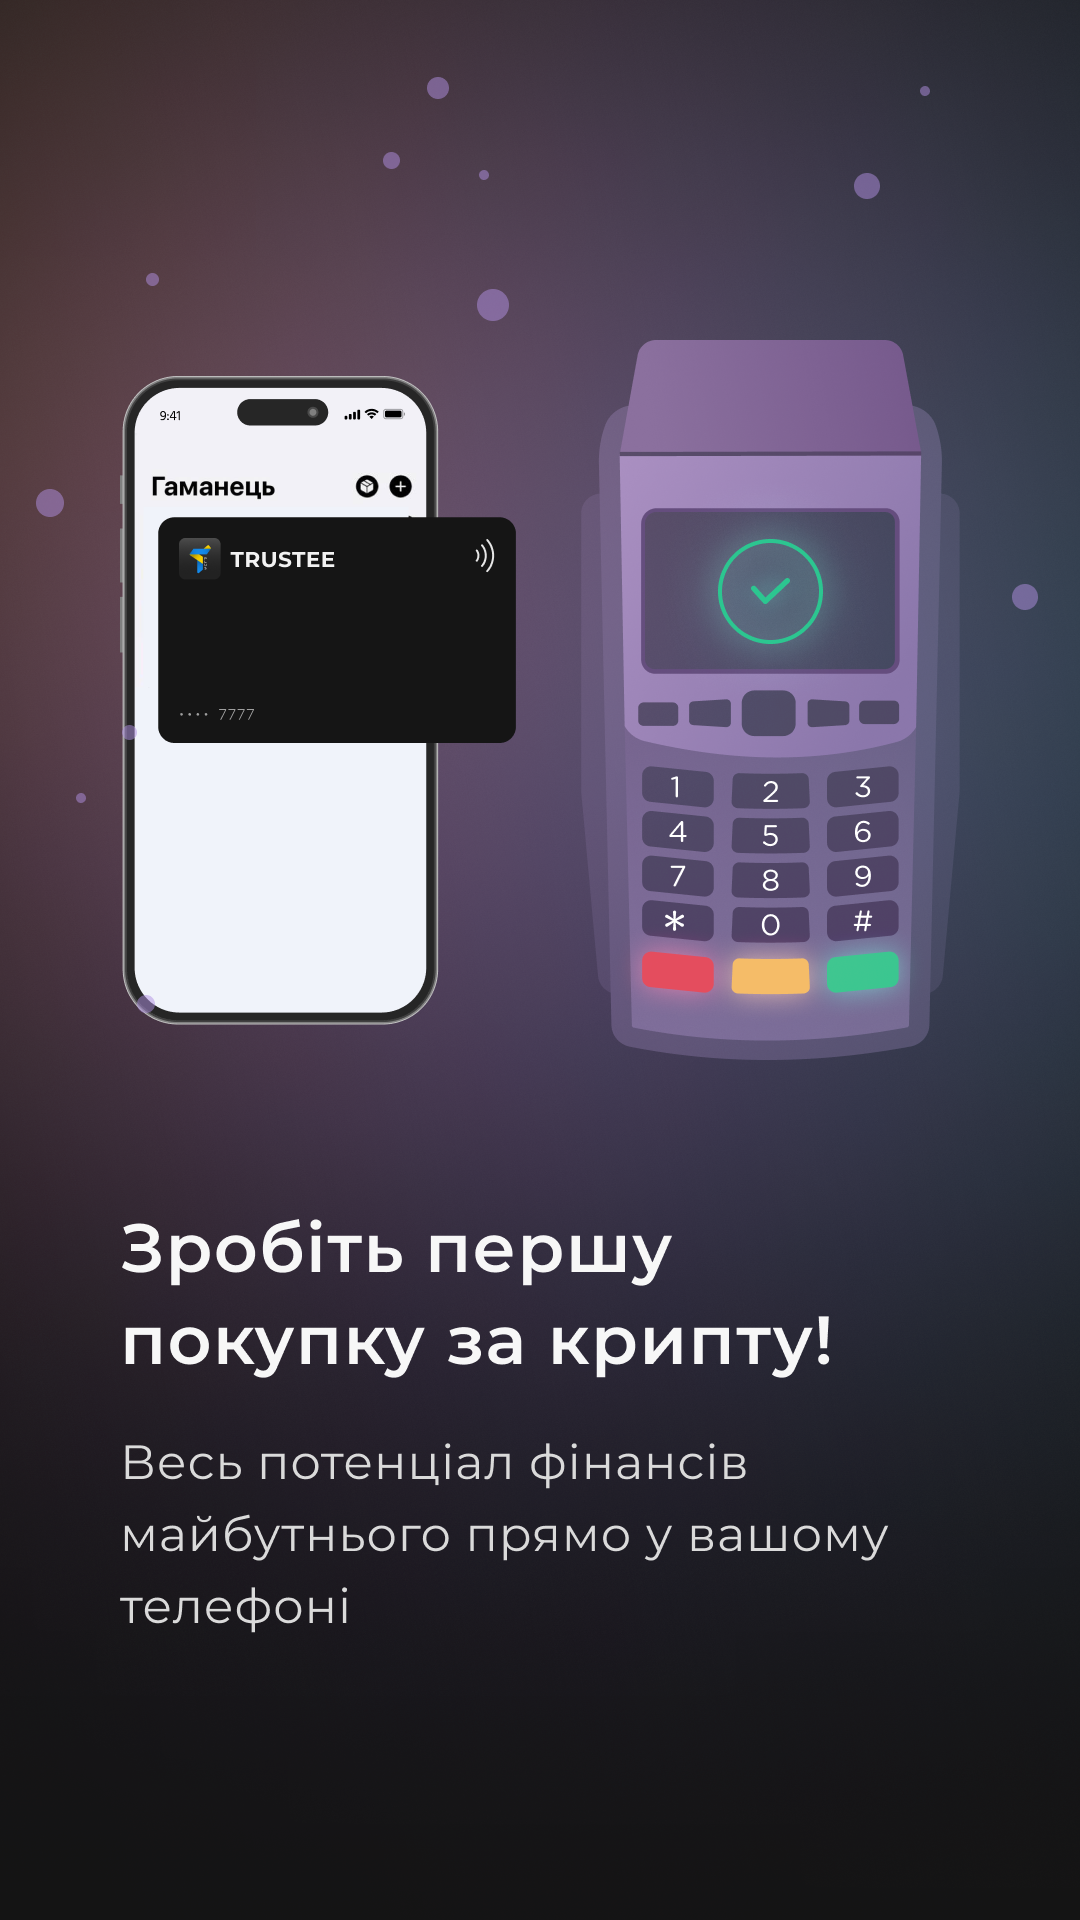 9:41
Гаманець
TRUSTEE
•••• 7777
1 2 3
4 5 6
7 8 9
* 0 #
Зробіть першу
покупку за крипту!
Весь потенціал фінансів
майбутнього прямо у вашому
телефоні